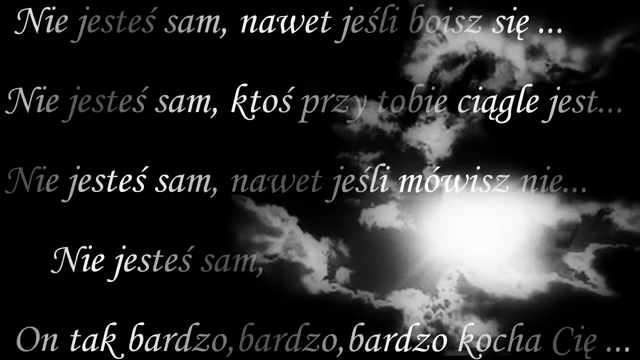 Nie jesteś sam, nawet jeśli boisz się ...
Nie jesteś sam, ktoś przy tobie ciągle jest...
Nie jesteś sam, nawet jeśli mówisz nie...
Nie jesteś sam,
On tak bardzo,bardzo,bardzo kocha Cię ...